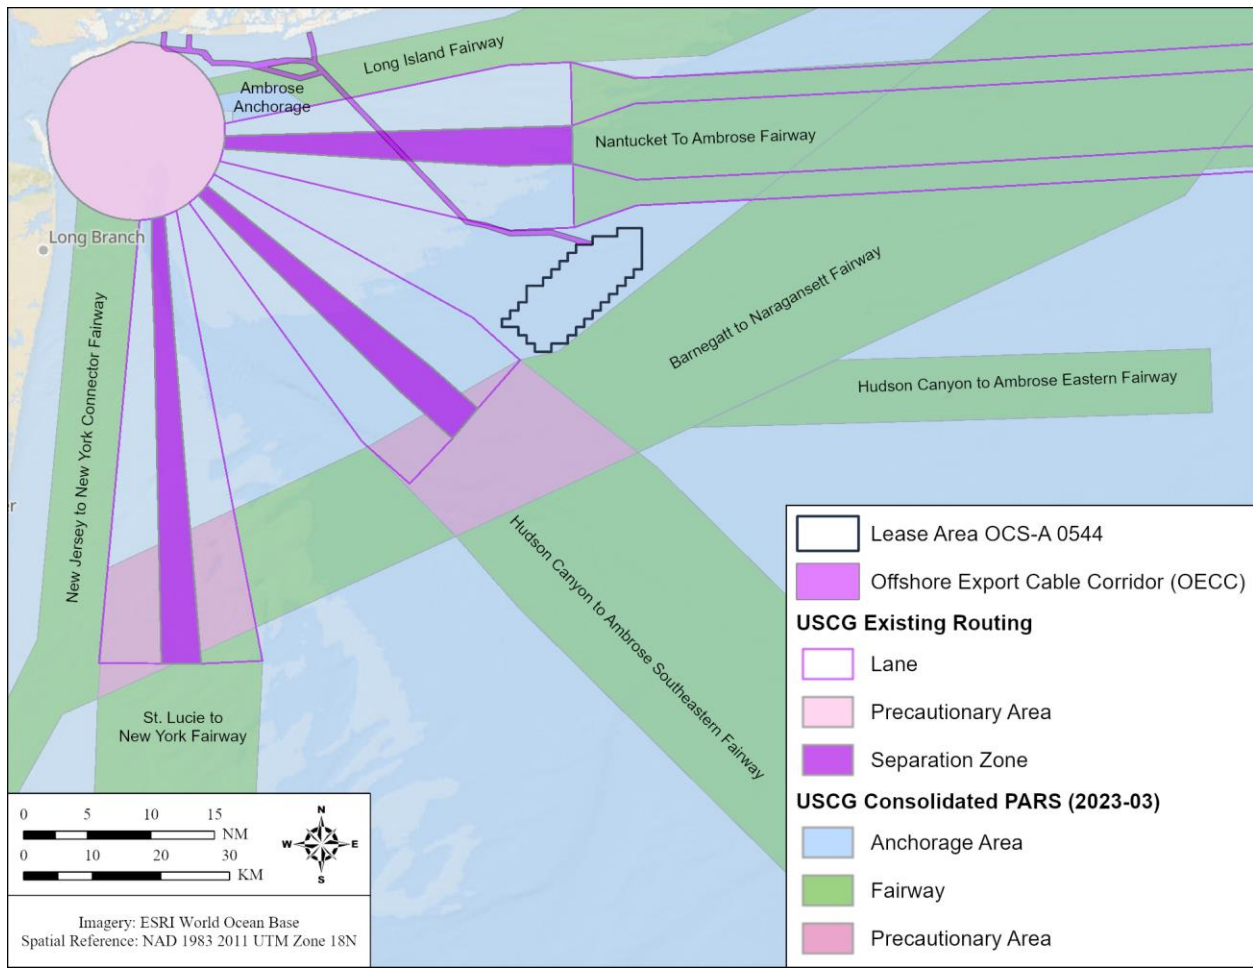 Long Island Fairway
Ambrose
Anchorage
Nantucket To Ambrose Fairway
Long Branch
Barnegatt to Naragansett Fairway
Hudson Canyon to Ambrose Eastern Fairway
New Jersey to New York Connector Fairway
er
Hudson Canyon to Ambrose Southeastern Fairway
St. Lucie to
New York Fairway
Lease Area OCS-A 0544
Offshore Export Cable Corridor (OECC)
USCG Existing Routing
Lane
Precautionary Area
Separation Zone
USCG Consolidated PARS (2023-03)
Anchorage Area
Fairway
Precautionary Area
0 5 10 15
NM
0 10 20 30
KM
N
W E
S
Imagery: ESRI World Ocean Base
Spatial Reference: NAD 1983 2011 UTM Zone 18N